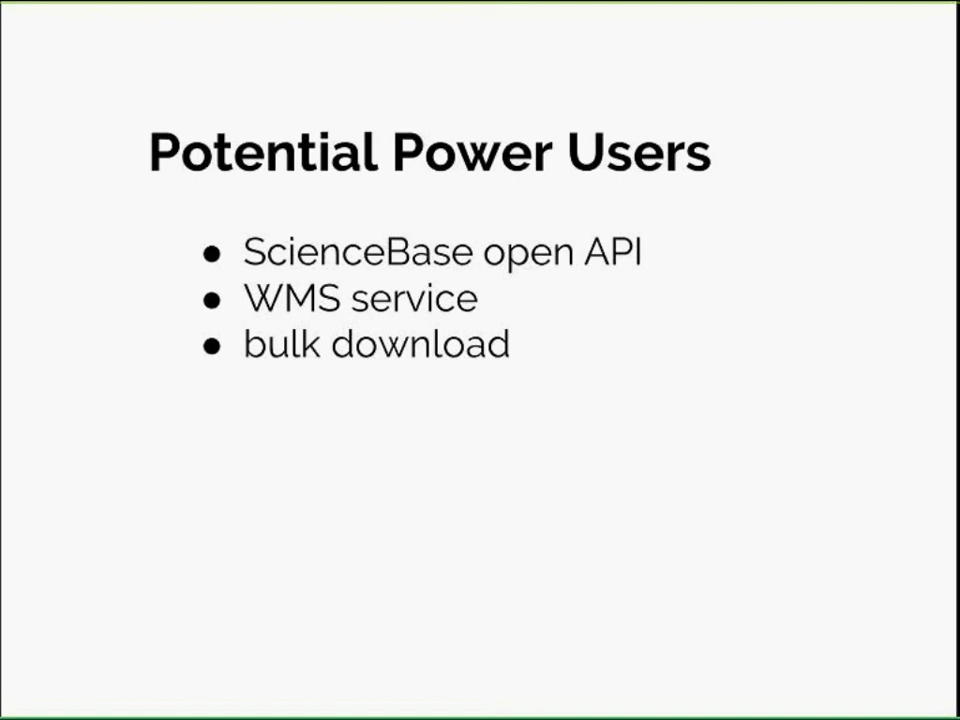 Potential Power Users
● ScienceBase open API
● WMS service
● bulk download